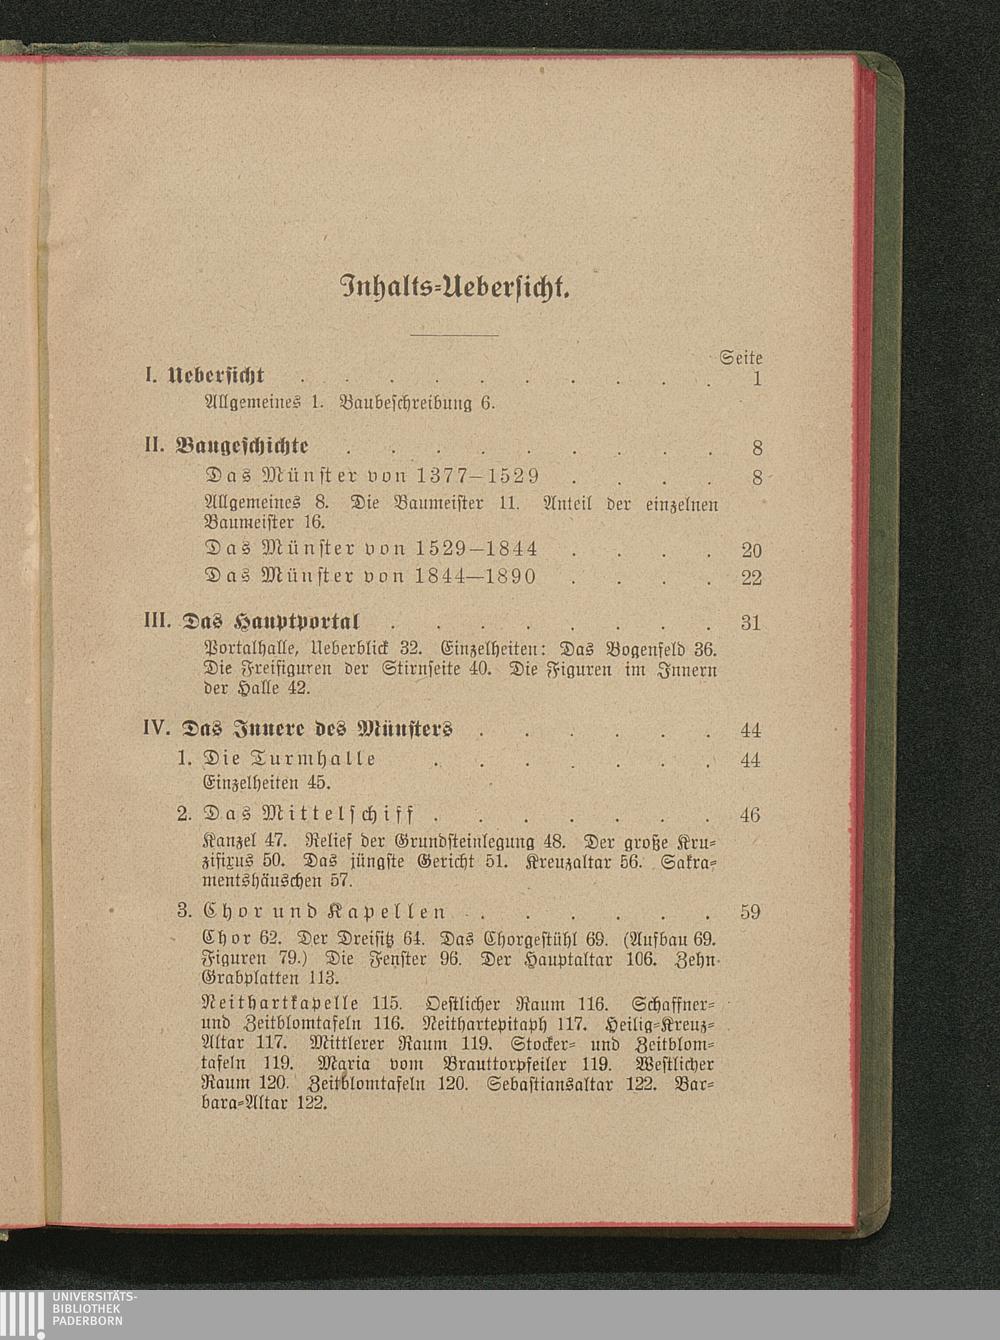 Inhalts-Uebersicht.
Seite
I. Uebersicht . . . . . . . . . . 1
Allgemeines 1. Baubeschreibung 6.
II. Baugeschichte . . . . . . . . . 8
Das Münster von 1377–1529 . . . . 8
Allgemeines 8. Die Baumeister 11. Anteil der einzelnen
Baumeister 16.
Das Münster von 1529–1844 . . . . 20
Das Münster von 1844–1890 . . . . 22
III. Das Hauptportal . . . . . . . . 31
Portalhalle, Ueberblick 32. Einzelheiten: Das Bogenfeld 36.
Die Freifiguren der Stirnseite 40. Die Figuren im Innern
der Halle 42.
IV. Das Innere des Münsters . . . . . . 44
1. Die Turmhalle . . . . . . . 44
Einzelheiten 45.
2. Das Mittelschiff . . . . . . . 46
Kanzel 47. Relief der Grundsteinlegung 48. Der große Kru-
zifixus 50. Das jüngste Gericht 51. Kreuzaltar 56. Sakra-
mentshäuschen 57.
3. Chor und Kapellen . . . . . . 59
Chor 62. Der Dreisitz 64. Das Chorgestühl 69. (Aufbau 69.
Figuren 79.) Die Fenster 96. Der Hauptaltar 106. Zehn
Grabplatten 113.
Neithartkapelle 115. Oestlicher Raum 116. Schaffner-
und Zeitblomtafeln 116. Neithartepitaph 117. Heilig-Kreuz-
Altar 117. Mittlerer Raum 119. Stocker- und Zeitblom-
tafeln 119. Maria vom Brauttorpfeiler 119. Westlicher
Raum 120. Zeitblomtafeln 120. Sebastiansaltar 122. Bar-
bara-Altar 122.
UNIVERSITÄTS-
BIBLIOTHEK
PADERBORN